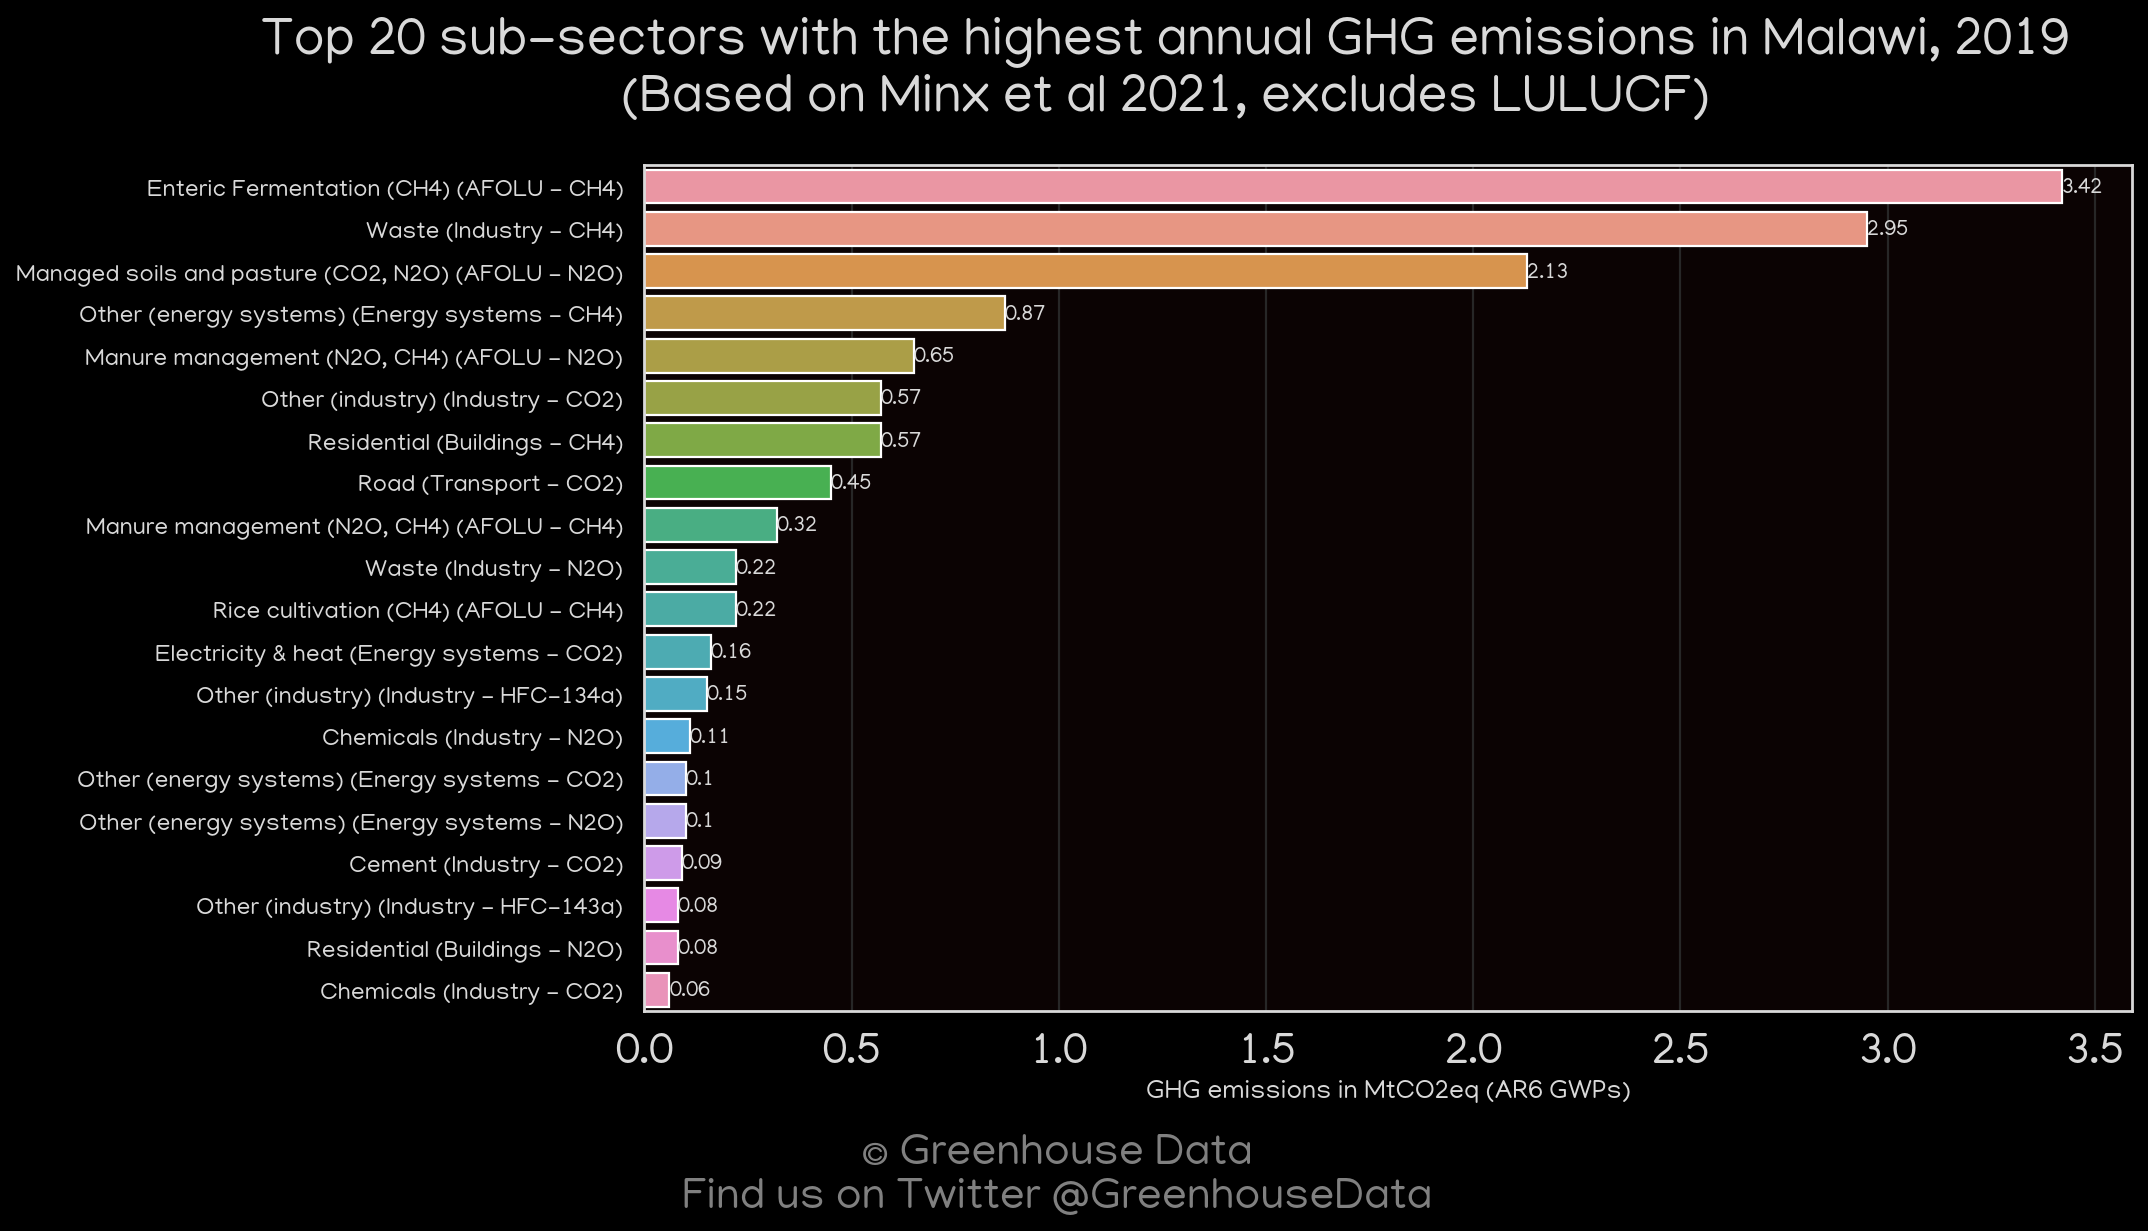 Top 20 sub-sectors with the highest annual GHG emissions in Malawi, 2019
(Based on Minx et al 2021, excludes LULUCF)
Enteric Fermentation (CH4) (AFOLU - CH4) 3.42
Waste (Industry - CH4) 2.95
Managed soils and pasture (CO2, N2O) (AFOLU - N2O) 2.13
Other (energy systems) (Energy systems - CH4) 0.87
Manure management (N2O, CH4) (AFOLU - N2O) 0.65
Other (industry) (Industry - CO2) 0.57
Residential (Buildings - CH4) 0.57
Road (Transport - CO2) 0.45
Manure management (N2O, CH4) (AFOLU - CH4) 0.32
Waste (Industry - N2O) 0.22
Rice cultivation (CH4) (AFOLU - CH4) 0.22
Electricity & heat (Energy systems - CO2) 0.16
Other (industry) (Industry - HFC-134a) 0.15
Chemicals (Industry - N2O) 0.11
Other (energy systems) (Energy systems - CO2) 0.1
Other (energy systems) (Energy systems - N2O) 0.1
Cement (Industry - CO2) 0.09
Other (industry) (Industry - HFC-143a) 0.08
Residential (Buildings - N2O) 0.08
Chemicals (Industry - CO2) 0.06
0.0 0.5 1.0 1.5 2.0 2.5 3.0 3.5
GHG emissions in MtCO2eq (AR6 GWPs)
© Greenhouse Data
Find us on Twitter @GreenhouseData